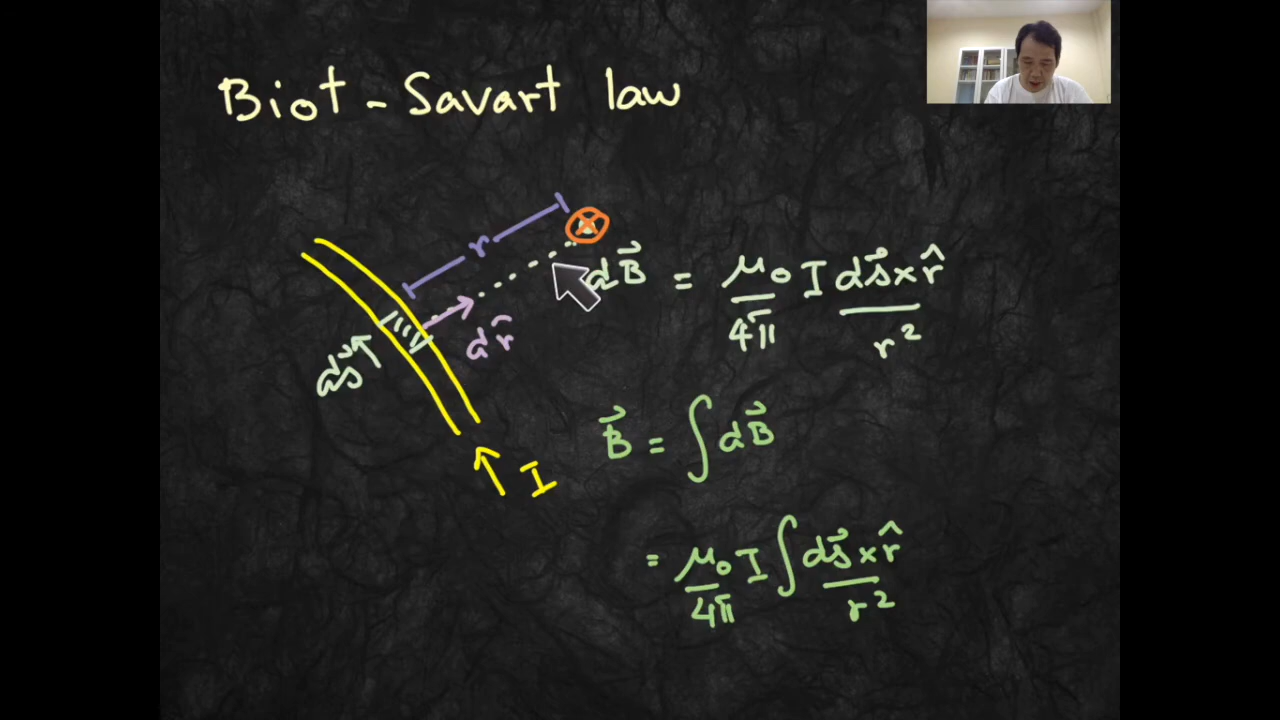 Biot - Savart law
r
dB⃗ = μ₀/4π I ds⃗ × r̂ / r²
dr̂
ds⃗
B⃗ = ∫ dB⃗
I
= μ₀/4π I ∫ ds⃗ × r̂ / r²